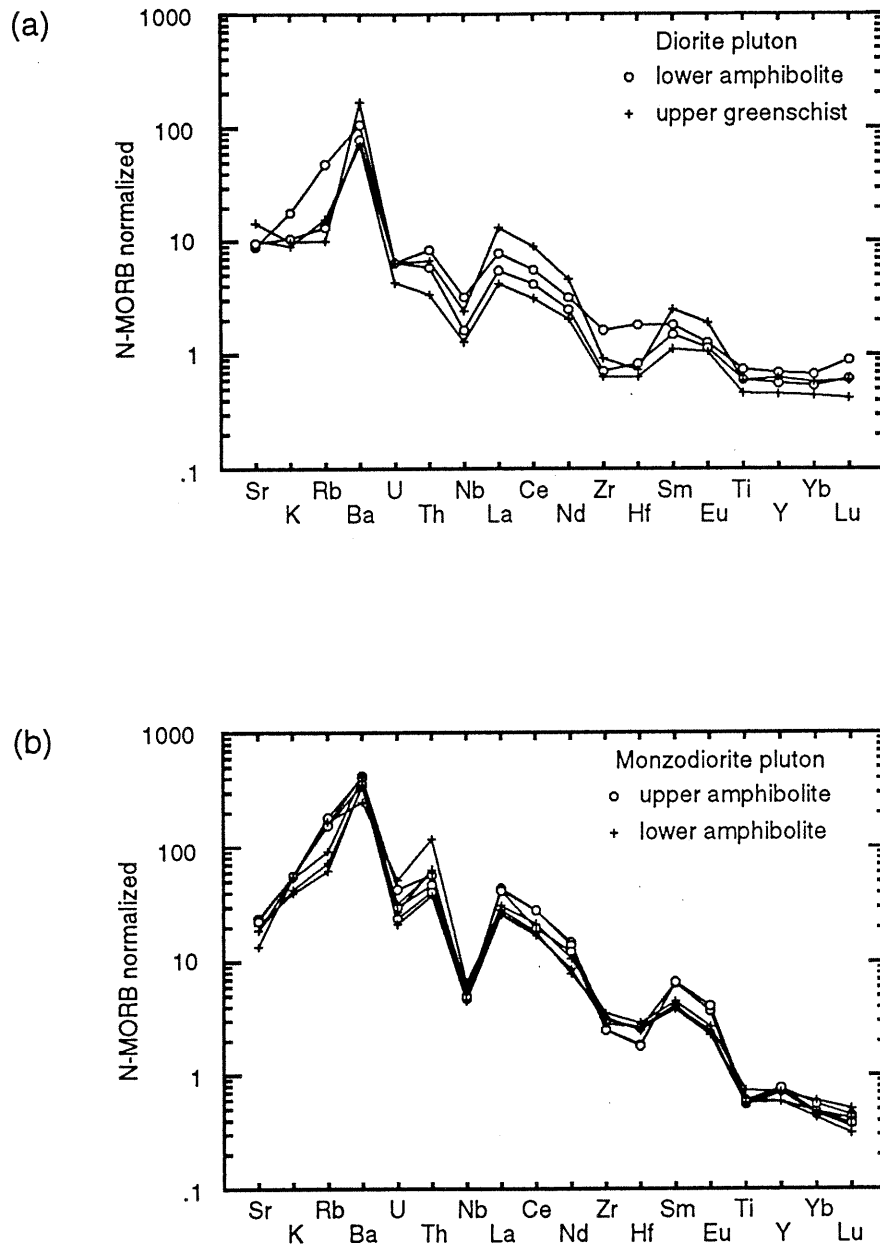 (a)
1000
100
10
1
.1
N-MORB normalized
Diorite pluton
lower amphibolite
upper greenschist
Sr Rb U Nb Ce Zr Sm Ti Yb
K Ba Th La Nd Hf Eu Y Lu
(b)
1000
100
10
1
.1
N-MORB normalized
Monzodiorite pluton
upper amphibolite
lower amphibolite
Sr Rb U Nb Ce Zr Sm Ti Yb
K Ba Th La Nd Hf Eu Y Lu